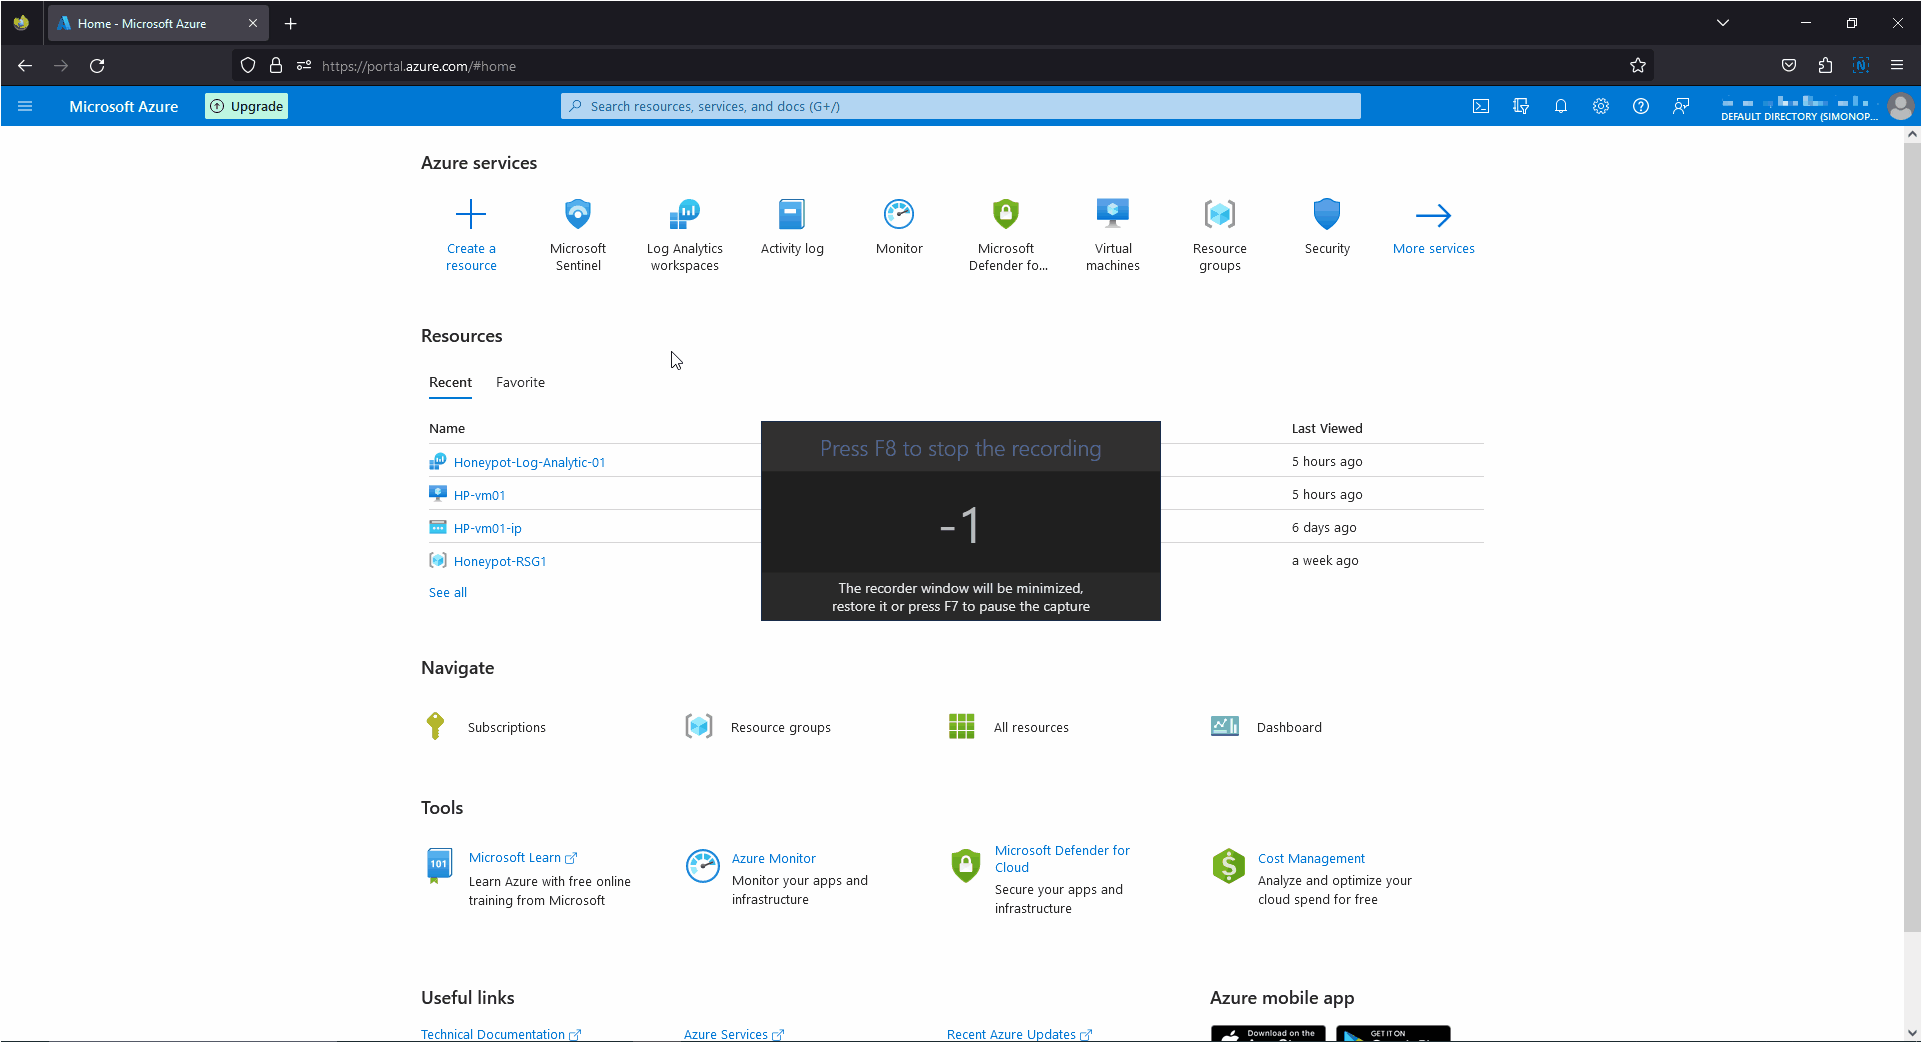 Home - Microsoft Azure
https://portal.azure.com/#home
Microsoft Azure
Upgrade
Search resources, services, and docs (G+/)
DEFAULT DIRECTORY (SIMONOP...
Azure services
Create a
resource
Microsoft
Sentinel
Log Analytics
workspaces
Activity log
Monitor
Microsoft
Defender fo...
Virtual
machines
Resource
groups
Security
More services
Resources
Recent
Favorite
Name
Last Viewed
Honeypot-Log-Analytic-01
5 hours ago
HP-vm01
5 hours ago
HP-vm01-ip
6 days ago
Honeypot-RSG1
a week ago
See all
Press F8 to stop the recording
-1
The recorder window will be minimized,
restore it or press F7 to pause the capture
Navigate
Subscriptions
Resource groups
All resources
Dashboard
Tools
101
Microsoft Learn
Learn Azure with free online
training from Microsoft
Azure Monitor
Monitor your apps and
infrastructure
Microsoft Defender for
Cloud
Secure your apps and
infrastructure
Cost Management
Analyze and optimize your
cloud spend for free
Useful links
Azure mobile app
Technical Documentation
Azure Services
Recent Azure Updates
Download on the
GET IT ON